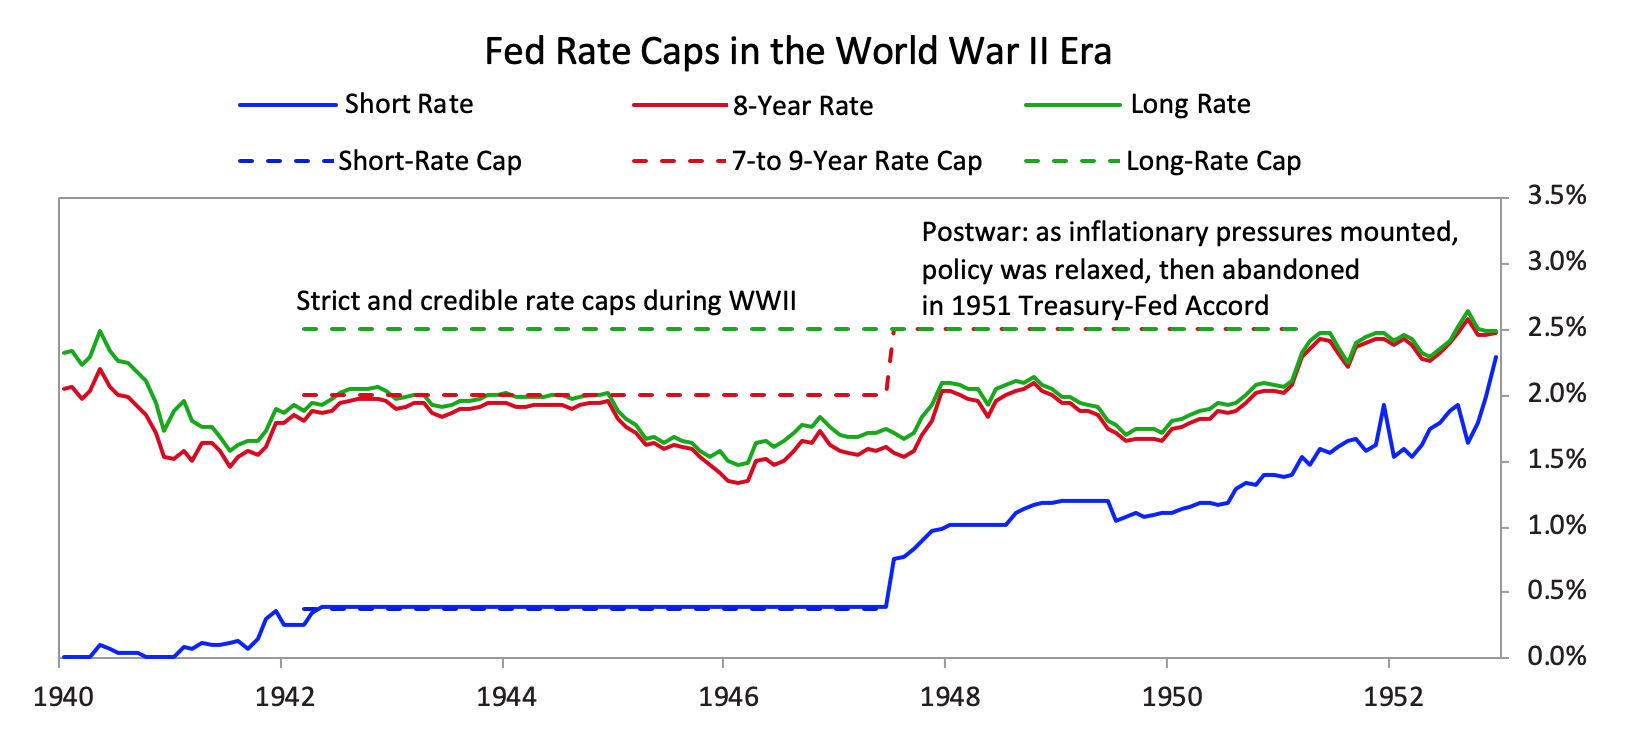 Fed Rate Caps in the World War II Era
Short Rate
8-Year Rate
Long Rate
Short-Rate Cap
7-to 9-Year Rate Cap
Long-Rate Cap
3.5%
Postwar: as inflationary pressures mounted,
policy was relaxed, then abandoned
in 1951 Treasury-Fed Accord
3.0%
Strict and credible rate caps during WWII
2.5%
2.0%
1.5%
1.0%
0.5%
0.0%
1940
1942
1944
1946
1948
1950
1952